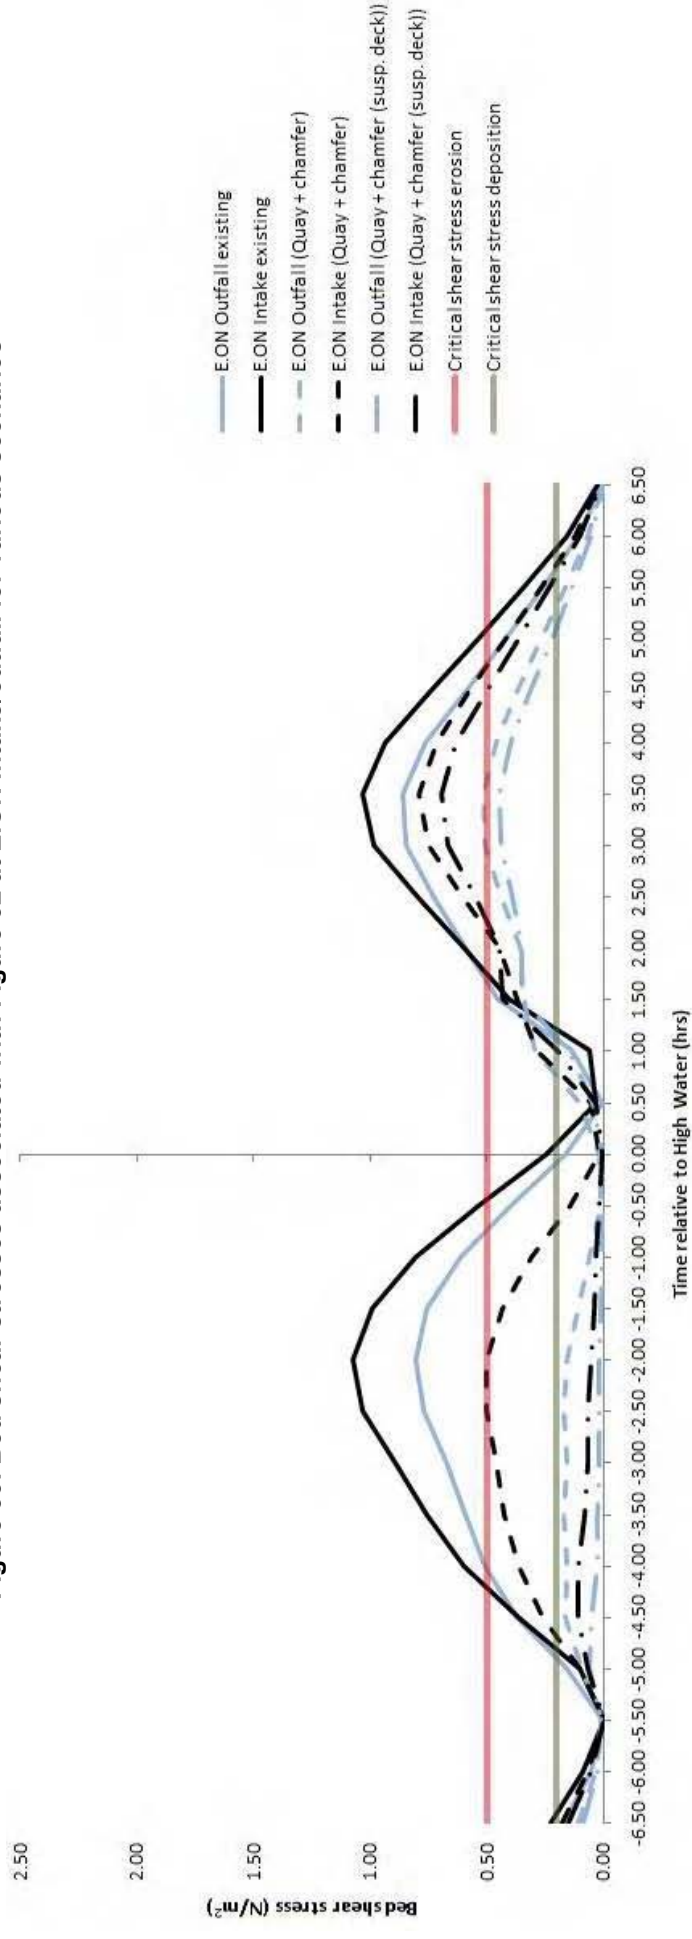 2.50
2.00
1.50
1.00
0.50
0.00
Bed shear stress (N/m²)
-6.50 -6.00 -5.50 -5.00 -4.50 -4.00 -3.50 -3.00 -2.50 -2.00 -1.50 -1.00 -0.50 0.00 0.50 1.00 1.50 2.00 2.50 3.00 3.50 4.00 4.50 5.00 5.50 6.00 6.50
Time relative to High Water (hrs)
E.ON Outfall existing
E.ON Intake existing
E.ON Outfall (Quay + chamfer)
E.ON Intake (Quay + chamfer)
E.ON Outfall (Quay + chamfer (susp. deck))
E.ON Intake (Quay + chamfer (susp. deck))
Critical shear stress erosion
Critical shear stress deposition